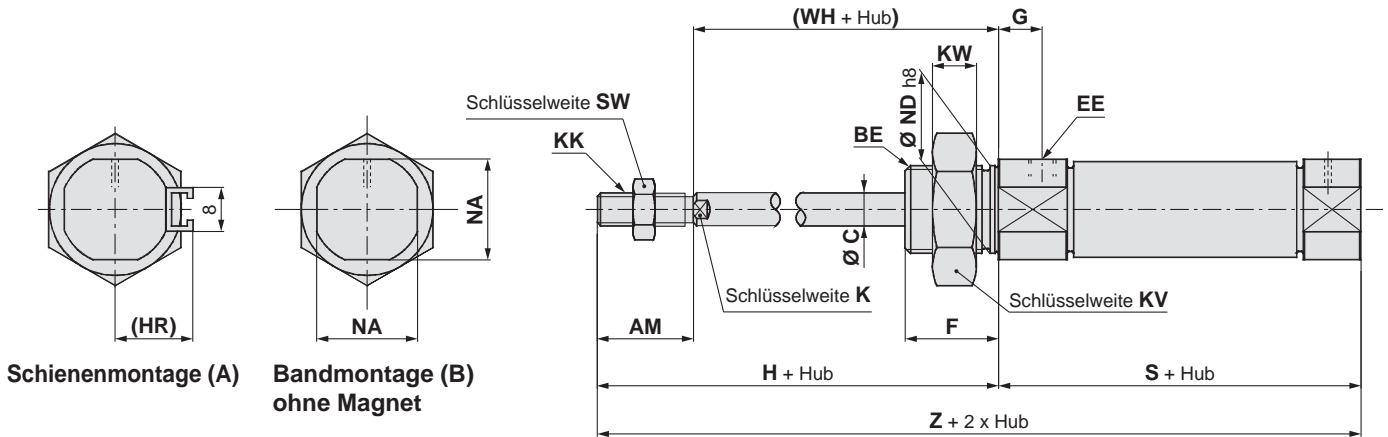 (WH + Hub)
G
KW
Ø ND h8
EE
Schlüsselweite SW
BE
KK
8
NA
Ø C
Schlüsselweite K
Schlüsselweite KV
(HR)
NA
AM
F
Schienenmontage (A)
Bandmontage (B)
ohne Magnet
H + Hub
S + Hub
Z + 2 x Hub